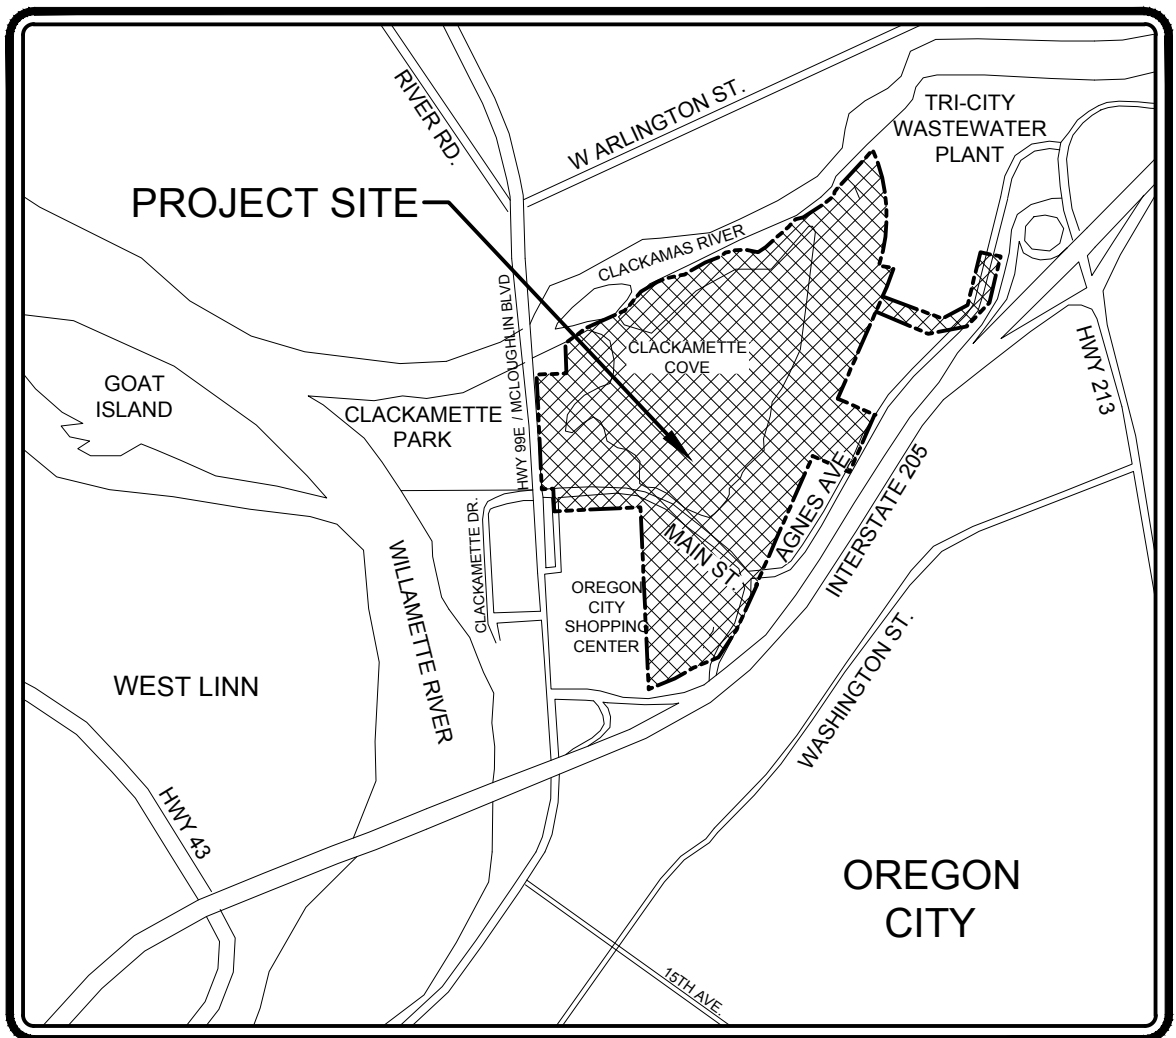 RIVER RD.
W ARLINGTON ST.
TRI-CITY
WASTEWATER
PLANT
PROJECT SITE
CLACKAMAS RIVER
HWY 99E / MCLOUGHLIN BLVD
CLACKAMETTE
COVE
GOAT
ISLAND
CLACKAMETTE
PARK
HWY 213
CLACKAMETTE DR.
MAIN ST.
AGNES AVE.
INTERSTATE 205
WILLAMETTE RIVER
OREGON
CITY
SHOPPING
CENTER
WASHINGTON ST.
WEST LINN
HWY 43
OREGON
CITY
15TH AVE.